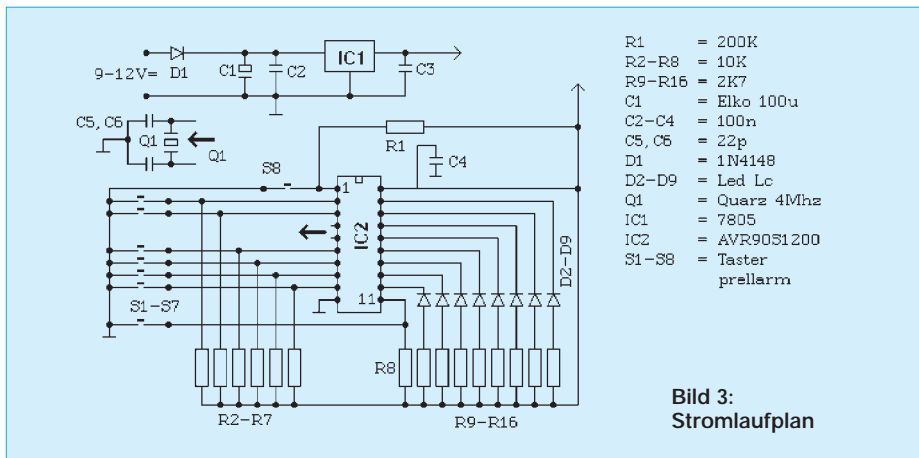 9-12V=
D1
C1
C2
IC1
C3
C5, C6
Q1
Q1
R1
C4
S8
1
IC2
11
D2-D9
S1-S7
R8
R2-R7
R9-R16
R1 = 200K
R2-R8 = 10K
R9-R16 = 2K7
C1 = Elko 100u
C2-C4 = 100n
C5, C6 = 22p
D1 = 1N4148
D2-D9 = Led Lc
Q1 = Quarz 4Mhz
IC1 = 7805
IC2 = AVR90S1200
S1-S8 = Taster
prellarm
Bild 3:
Stromlaufplan